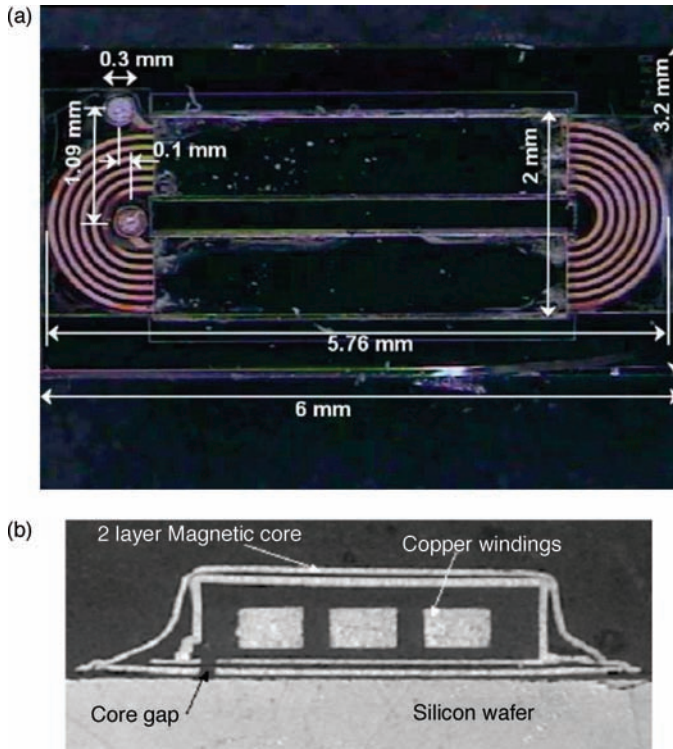 (a)
0.3 mm
3.2 mm
1.09 mm
0.1 mm
2 mm
5.76 mm
6 mm
(b)
2 layer Magnetic core
Copper windings
Core gap
Silicon wafer